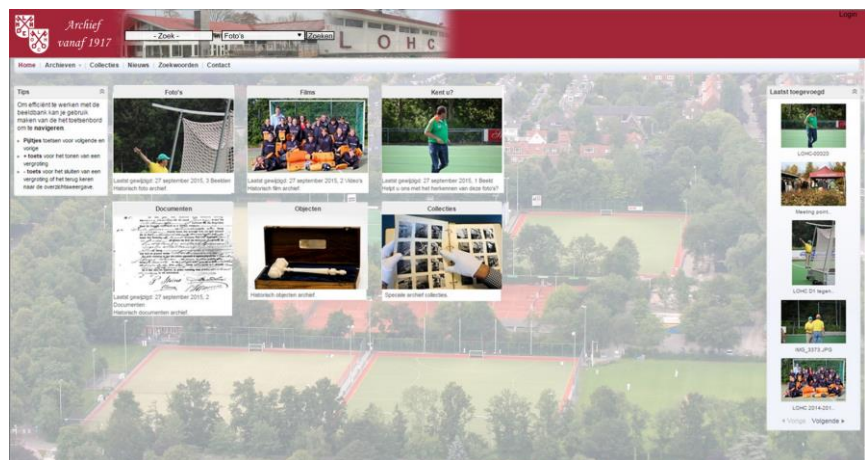 Login
Archief
vanaf 1917
- Zoek -
in
Foto's
Zoeken
L O H C
Home Archieven Collecties Nieuws Zoekwoorden Contact
Tips
Om efficiënt te werken met de
beeldbank kan je gebruik
maken van de het toetsenbord
om te navigeren.
Pijltjes toetsen voor volgende en
vorige
+ toets voor het tonen van een
vergroting.
- toets voor het sluiten van een
vergroting of het terug keren
naar de overzichtsweergave.
Foto's
Laatst gewijzigd: 27 september 2015, 3 Beelden
Historisch foto archief.
Films
Laatst gewijzigd: 27 september 2015, 2 Video's
Historisch film archief.
Kent u?
Laatst gewijzigd: 27 september 2015, 1 Beeld
Helpt u ons met het herkennen van deze foto's?
Documenten
Laatst gewijzigd: 27 september 2015, 2
Documenten
Historisch documenten archief.
Objecten
Historisch objecten archief.
Collecties
Speciale archief collecties.
Laatst toegevoegd
LOHC-00020
Meeting point...
LOHC D1 tegen...
IMG_3370.JPG
LOHC 2014-201...
Vorige Volgende